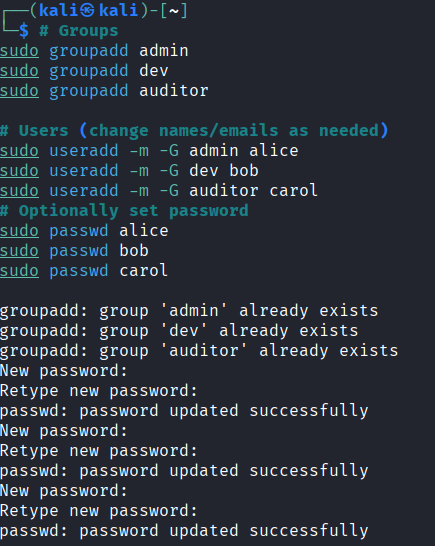 ┌──(kali㉿kali)-[~]
└─$ # Groups
sudo groupadd admin
sudo groupadd dev
sudo groupadd auditor

# Users (change names/emails as needed)
sudo useradd -m -G admin alice
sudo useradd -m -G dev bob
sudo useradd -m -G auditor carol
# Optionally set password
sudo passwd alice
sudo passwd bob
sudo passwd carol

groupadd: group 'admin' already exists
groupadd: group 'dev' already exists
groupadd: group 'auditor' already exists
New password:
Retype new password:
passwd: password updated successfully
New password:
Retype new password:
passwd: password updated successfully
New password:
Retype new password:
passwd: password updated successfully